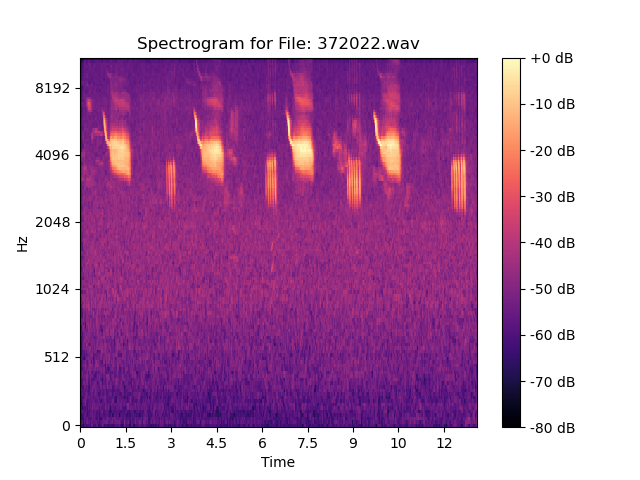 Spectrogram for File: 372022.wav
8192
4096
2048
1024
512
0
Hz
0 1.5 3 4.5 6 7.5 9 10 12
Time
+0 dB
-10 dB
-20 dB
-30 dB
-40 dB
-50 dB
-60 dB
-70 dB
-80 dB